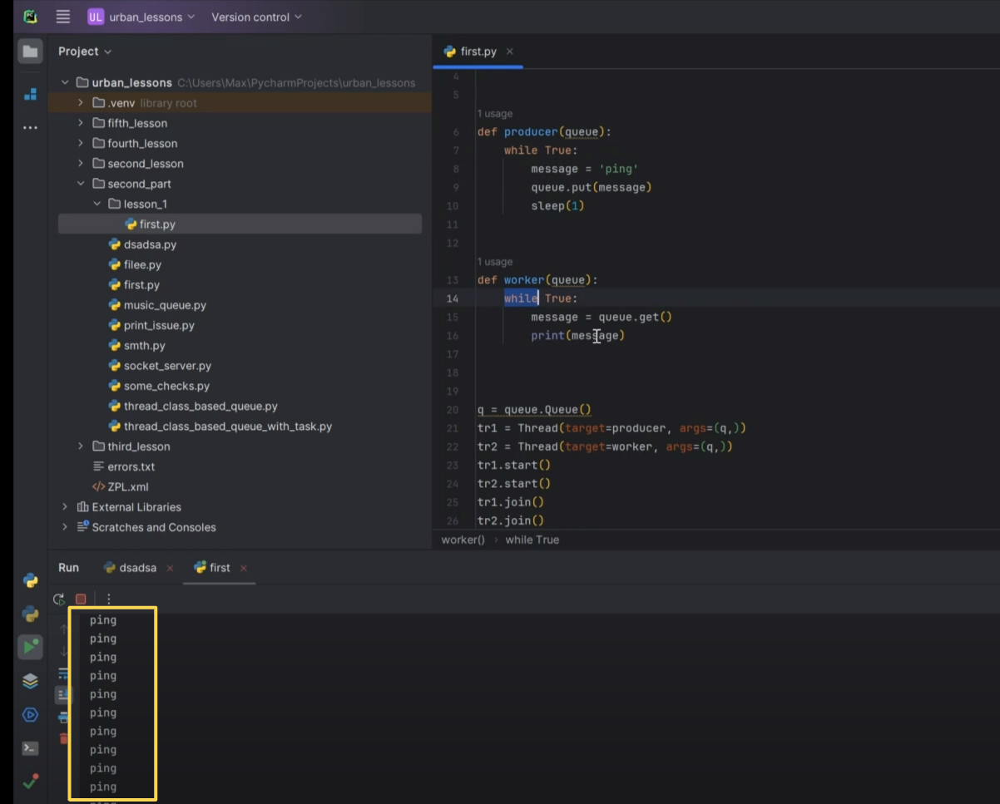 UL urban_lessons Version control
Project
urban_lessons C:\Users\Max\PycharmProjects\urban_lessons
.venv library root
fifth_lesson
fourth_lesson
second_lesson
second_part
lesson_1
first.py
dsadsa.py
filee.py
first.py
music_queue.py
print_issue.py
smth.py
socket_server.py
some_checks.py
thread_class_based_queue.py
thread_class_based_queue_with_task.py
third_lesson
errors.txt
</> ZPL.xml
External Libraries
Scratches and Consoles
first.py
4
5
1 usage
6 def producer(queue):
7 while True:
8 message = 'ping'
9 queue.put(message)
10 sleep(1)
11
12
1 usage
13 def worker(queue):
14 while True:
15 message = queue.get()
16 print(message)
17
18
19
20 q = queue.Queue()
21 tr1 = Thread(target=producer, args=(q,))
22 tr2 = Thread(target=worker, args=(q,))
23 tr1.start()
24 tr2.start()
25 tr1.join()
26 tr2.join()
worker() › while True
Run dsadsa first
ping
ping
ping
ping
ping
ping
ping
ping
ping
ping